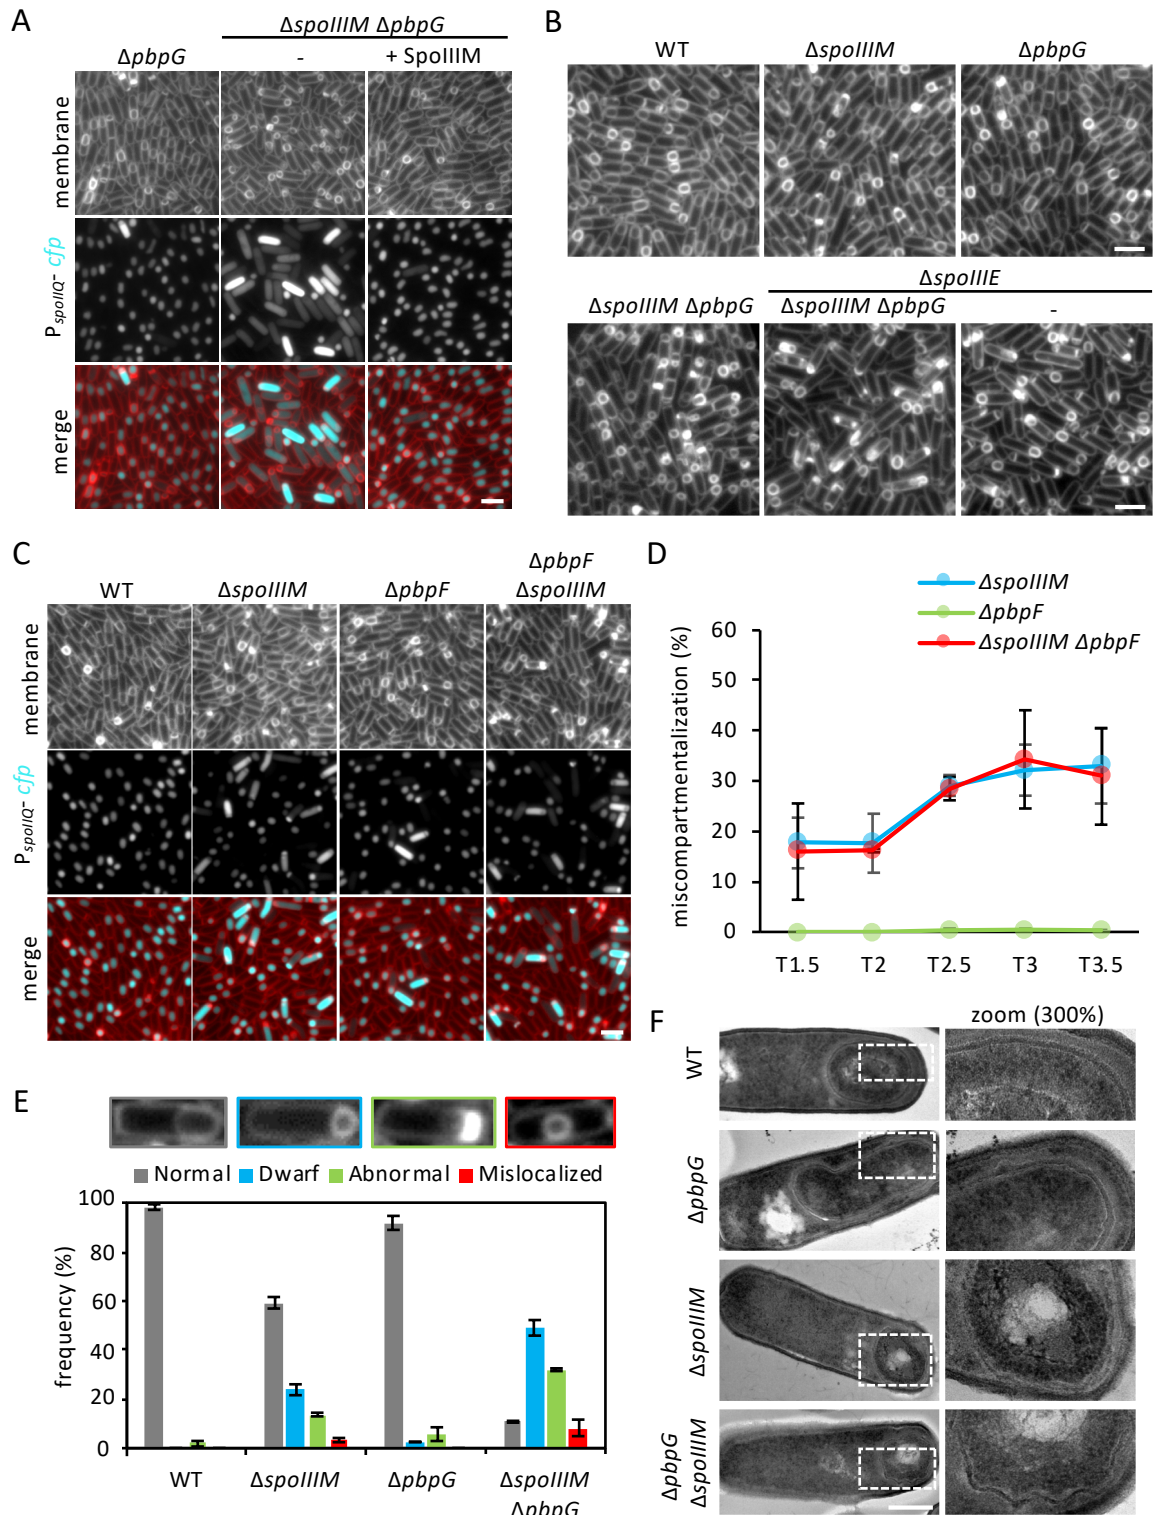 A
ΔspoIIIM ΔpbpG
ΔpbpG
-
+ SpoIIIM
membrane
PspoIIQ- cfp
merge
B
WT
ΔspoIIIM
ΔpbpG
ΔspoIIIE
ΔspoIIIM ΔpbpG
ΔspoIIIM ΔpbpG
-
C
WT
ΔspoIIIM
ΔpbpF
ΔpbpF
ΔspoIIIM
membrane
PspoIIQ- cfp
merge
D
ΔspoIIIM
ΔpbpF
ΔspoIIIM ΔpbpF
miscompartmentalization (%)
60
50
40
30
20
10
0
T1.5 T2 T2.5 T3 T3.5
E
Normal Dwarf Abnormal Mislocalized
frequency (%)
100
80
60
40
20
0
WT
ΔspoIIIM
ΔpbpG
ΔspoIIIM
ΔpbpG
F
zoom (300%)
WT
ΔpbpG
ΔspoIIIM
ΔpbpG
ΔspoIIIM